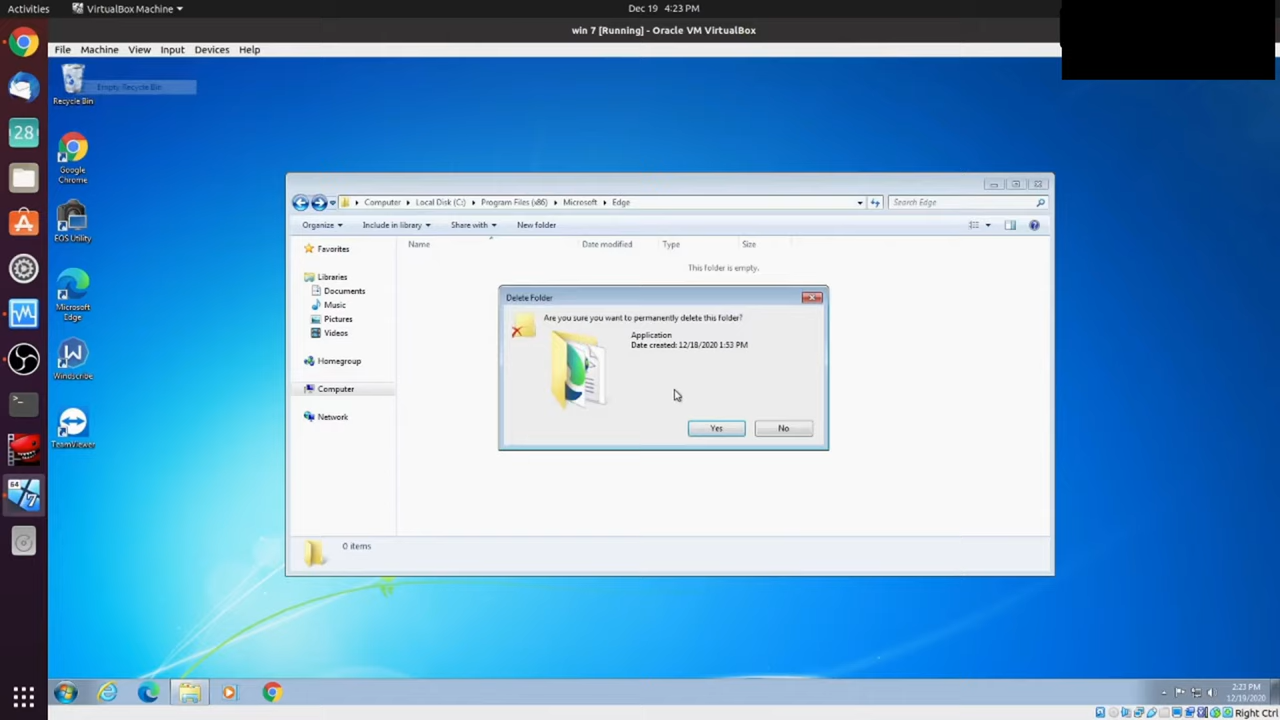 Activities
VirtualBox Machine
Dec 19 4:23 PM
win 7 [Running] - Oracle VM VirtualBox
File Machine View Input Devices Help
Empty Recycle Bin
Recycle Bin
Google Chrome
28
EOS Utility
Microsoft Edge
Windscribe
TeamViewer
>_
64
7
Computer Local Disk (C:) Program Files (x86) Microsoft Edge
Search Edge
Organize Include in library Share with New folder
Favorites
Libraries
Documents
Music
Pictures
Videos
Homegroup
Computer
Network
Name Date modified Type Size
This folder is empty.
Delete Folder
Are you sure you want to permanently delete this folder?
Application
Date created: 12/18/2020 1:53 PM
Yes No
0 items
2:23 PM
12/19/2020
Right Ctrl